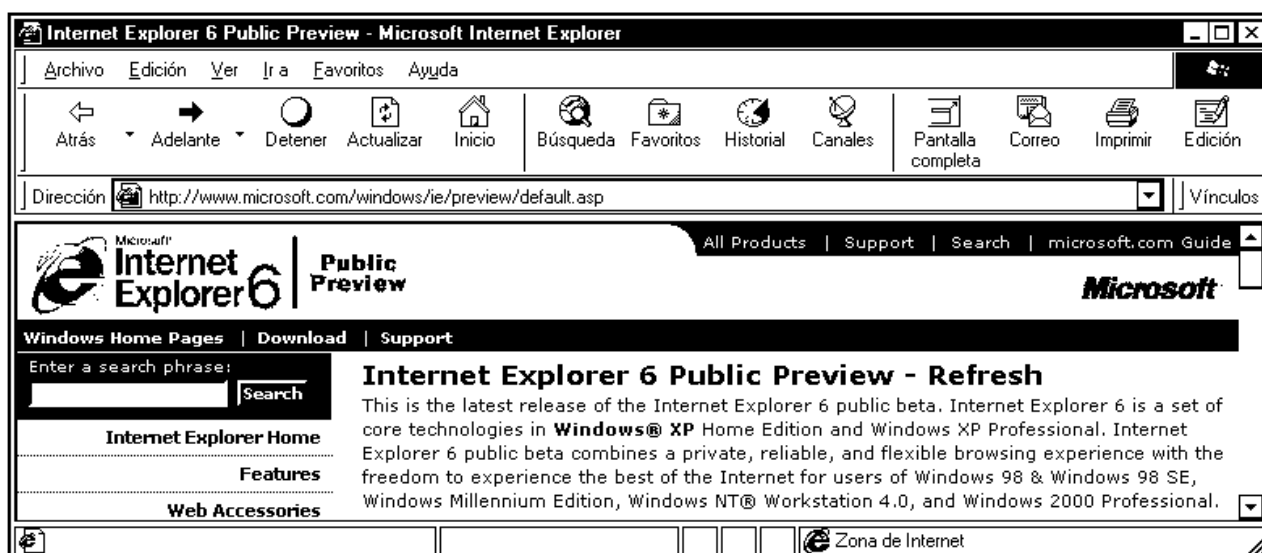 Internet Explorer 6 Public Preview - Microsoft Internet Explorer
Archivo Edición Ver Ir a Favoritos Ayuda
Atrás Adelante Detener Actualizar Inicio Búsqueda Favoritos Historial Canales Pantalla completa Correo Imprimir Edición
Dirección http://www.microsoft.com/windows/ie/preview/default.asp Vínculos
All Products | Support | Search | microsoft.com Guide
Microsoft
Internet
Explorer 6
Public
Preview
Microsoft
Windows Home Pages | Download | Support
Enter a search phrase:
Search
Internet Explorer Home
Features
Web Accessories
Internet Explorer 6 Public Preview - Refresh
This is the latest release of the Internet Explorer 6 public beta. Internet Explorer 6 is a set of
core technologies in Windows® XP Home Edition and Windows XP Professional. Internet
Explorer 6 public beta combines a private, reliable, and flexible browsing experience with the
freedom to experience the best of the Internet for users of Windows 98 & Windows 98 SE,
Windows Millennium Edition, Windows NT® Workstation 4.0, and Windows 2000 Professional.
Zona de Internet